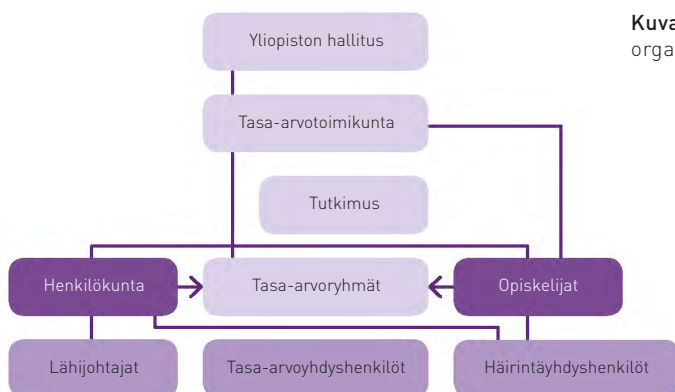 Yliopiston hallitus
Kuva
orga
Tasa-arvotoimikunta
Tutkimus
Henkilökunta
Tasa-arvoryhmät
Opiskelijat
Lähijohtajat
Tasa-arvoyhdyshenkilöt
Häirintäyhdyshenkilöt